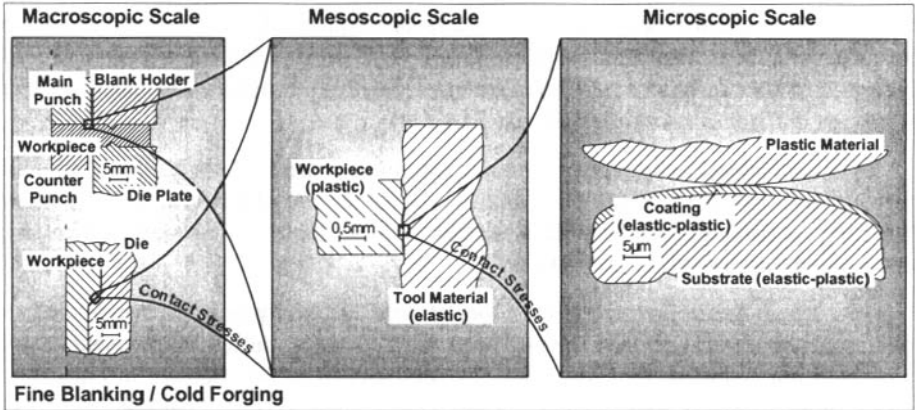 Macroscopic Scale
Main
Punch
Blank Holder
Workpiece
Counter
Punch
5mm
Die Plate
Die
Workpiece
5mm
Contact Stresses
Fine Blanking / Cold Forging
Mesoscopic Scale
Workpiece
(plastic)
0,5mm
Tool Material
(elastic)
Contact Stresses
Microscopic Scale
Plastic Material
Coating
(elastic-plastic)
5µm
Substrate (elastic-plastic)